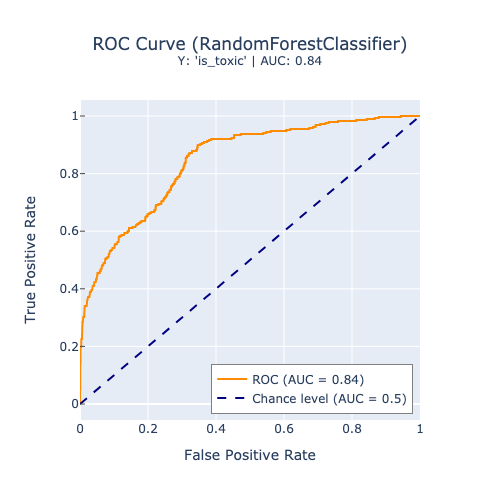 ROC Curve (RandomForestClassifier)
Y: 'is_toxic' | AUC: 0.84
True Positive Rate
1
0.8
0.6
0.4
0.2
0
ROC (AUC = 0.84)
Chance level (AUC = 0.5)
0 0.2 0.4 0.6 0.8 1
False Positive Rate